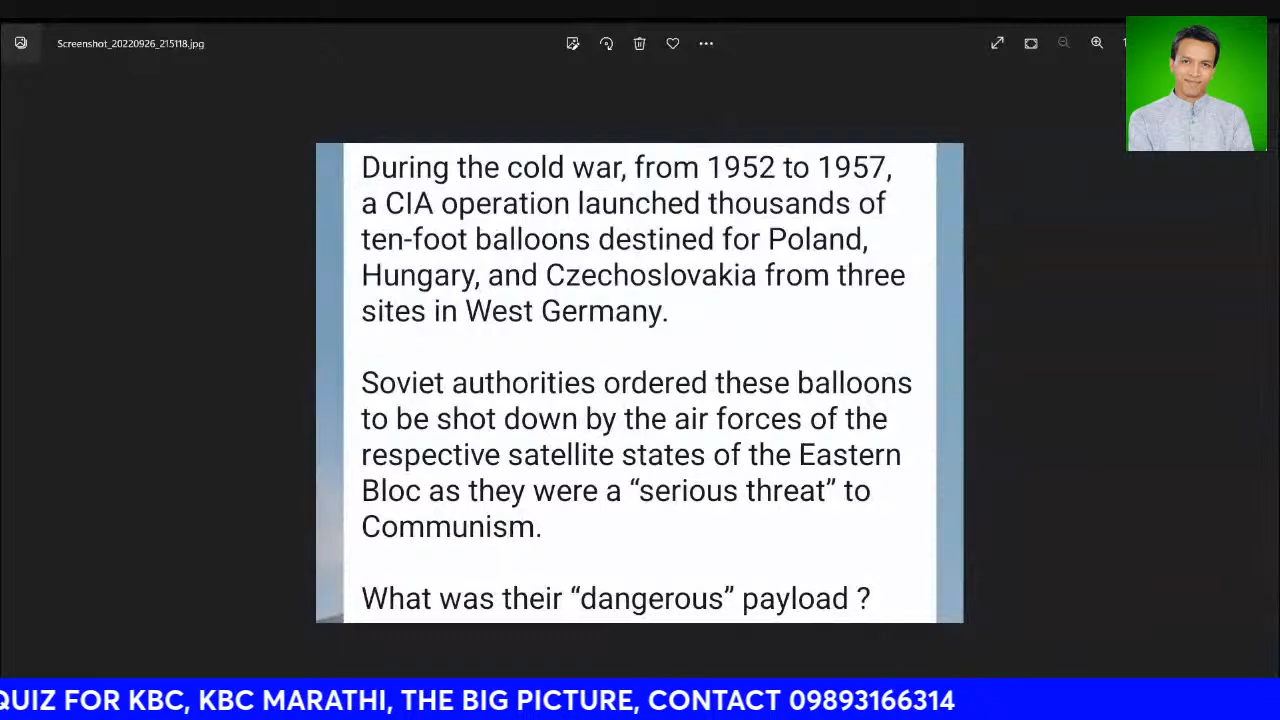 Screenshot_20220926_215118.jpg
During the cold war, from 1952 to 1957,
a CIA operation launched thousands of
ten-foot balloons destined for Poland,
Hungary, and Czechoslovakia from three
sites in West Germany.
Soviet authorities ordered these balloons
to be shot down by the air forces of the
respective satellite states of the Eastern
Bloc as they were a “serious threat” to
Communism.
What was their “dangerous” payload ?
QUIZ FOR KBC, KBC MARATHI, THE BIG PICTURE, CONTACT 09893166314